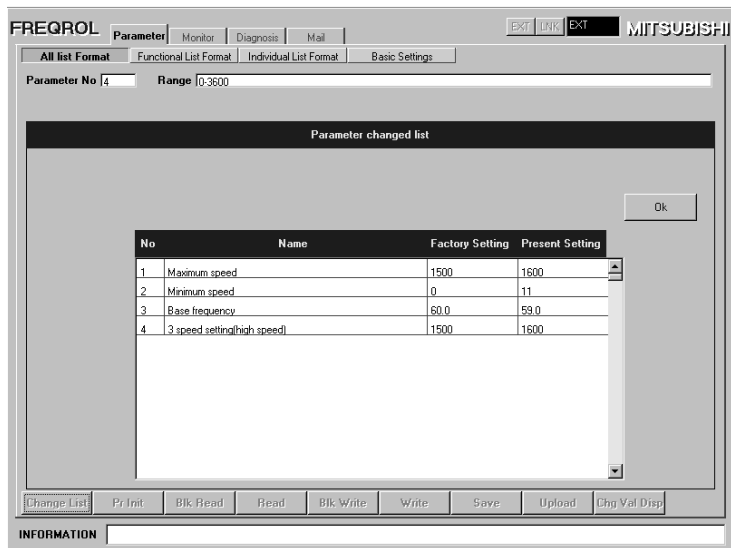 FREQROL Parameter Monitor Diagnosis Mail EXT LNK EXT MITSUBISHI
All list Format Functional List Format Individual List Format Basic Settings
Parameter No 4 Range 0-3600
Parameter changed list
Ok
No Name Factory Setting Present Setting
1 Maximum speed 1500 1600
2 Minimum speed 0 11
3 Base frequency 60.0 59.0
4 3 speed setting(high speed) 1500 1600
Change List Pr Init Blk Read Read Blk Write Write Save Upload Chg Val Disp
INFORMATION